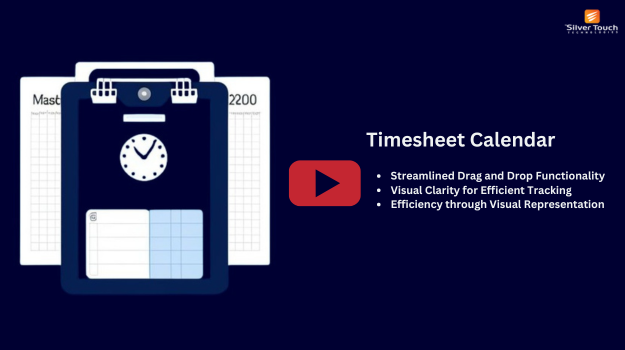 Silver Touch
TECHNOLOGIES
Mast
2200
Timesheet Calendar
• Streamlined Drag and Drop Functionality
• Visual Clarity for Efficient Tracking
• Efficiency through Visual Representation